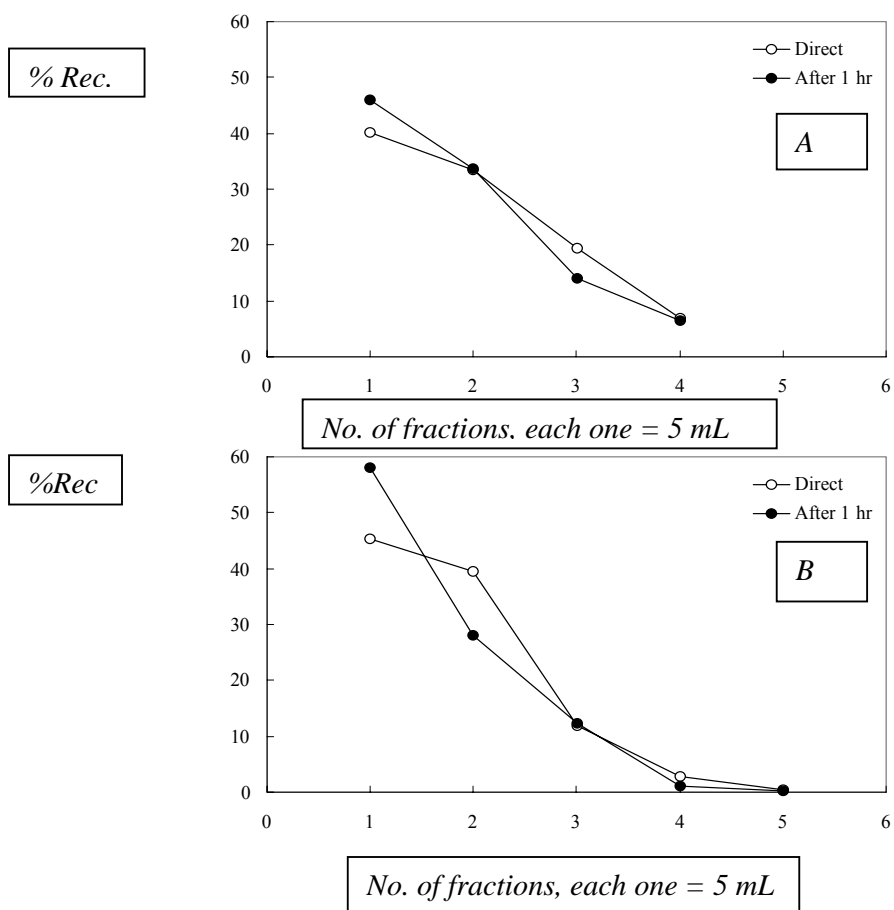 60
% Rec.
Direct
50
After 1 hr
40
A
30
20
10
0
0 1 2 3 4 5 6
No. of fractions, each one = 5 mL
60
%Rec
Direct
50
After 1 hr
40
B
30
20
10
0
0 1 2 3 4 5 6
No. of fractions, each one = 5 mL